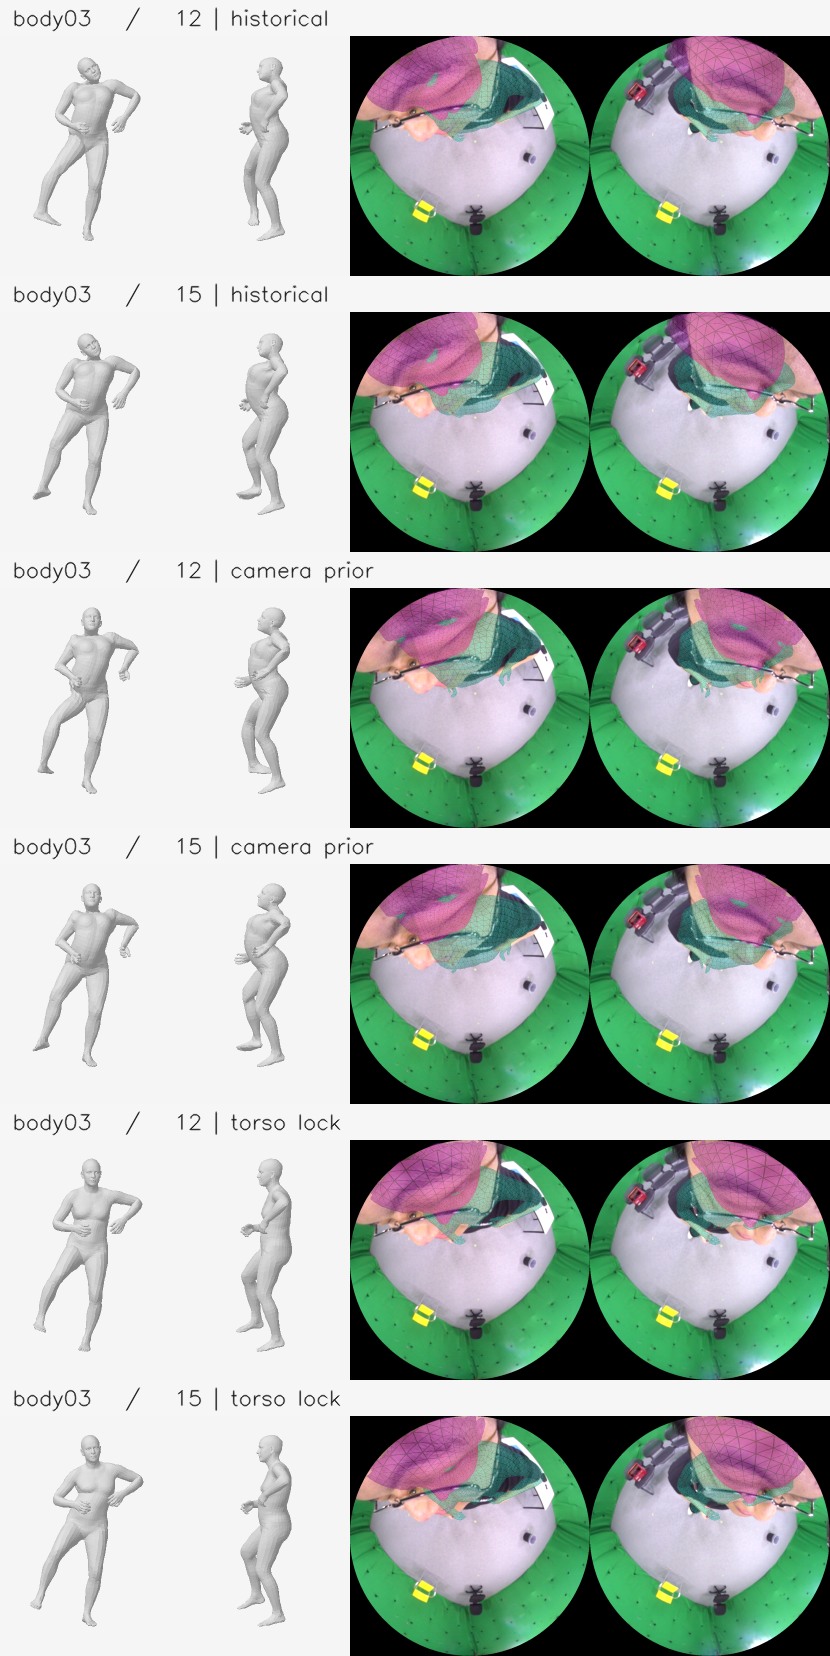 body03 / 12 | historical
body03 / 15 | historical
body03 / 12 | camera prior
body03 / 15 | camera prior
body03 / 12 | torso lock
body03 / 15 | torso lock